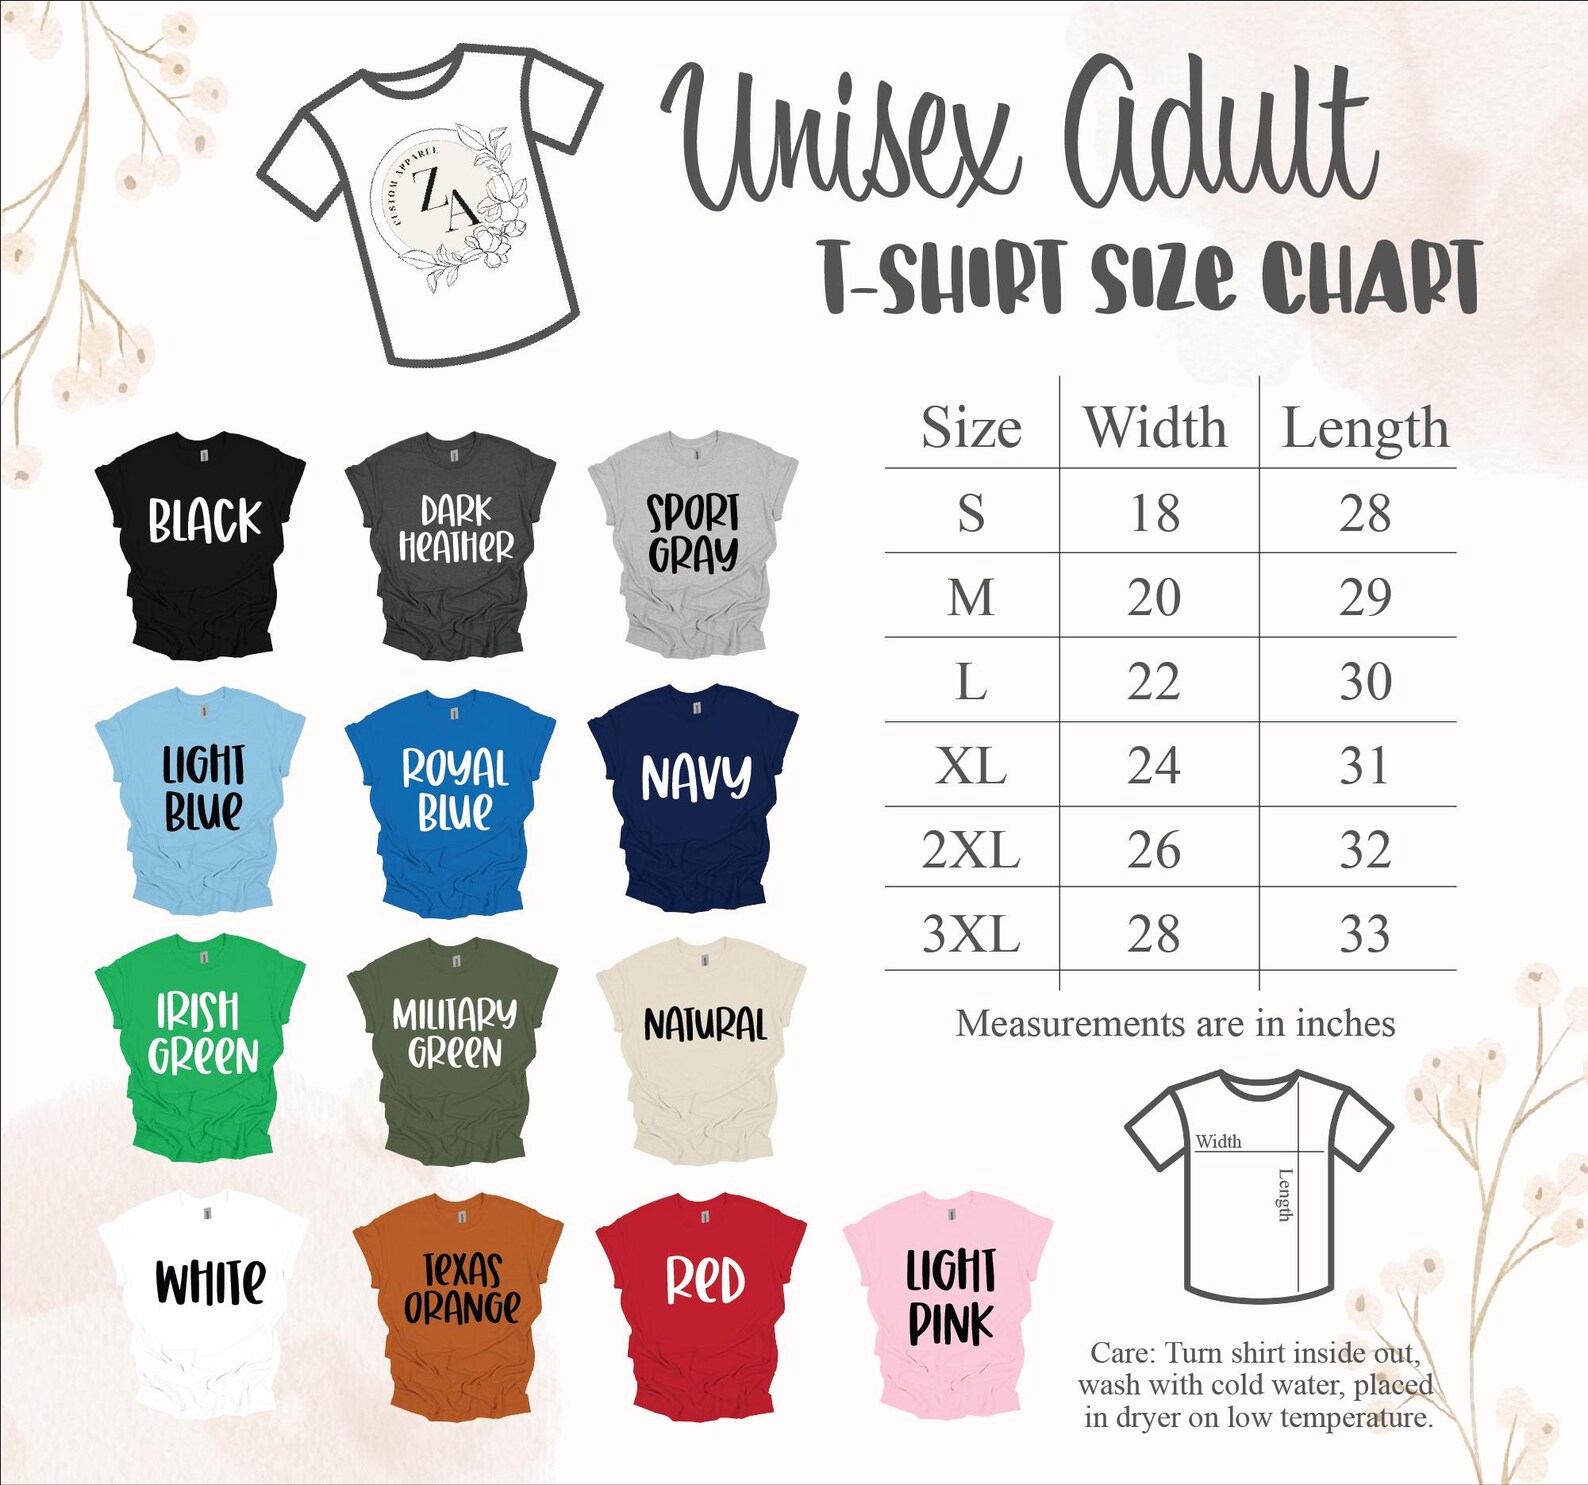 CUSTOM APPAREL
ZA
Unisex Adult
T-SHIRT SIZE CHART
Size Width Length
S 18 28
M 20 29
L 22 30
XL 24 31
2XL 26 32
3XL 28 33
Measurements are in inches
BLACK
DARK
HEATHER
SPORT
GRAY
LIGHT
BLUE
ROYAL
BLUE
NAVY
IRISH
GREEN
MILITARY
GREEN
NATURAL
WHITE
TEXAS
ORANGE
RED
LIGHT
PINK
Width
Length
Care: Turn shirt inside out,
wash with cold water, placed
in dryer on low temperature.